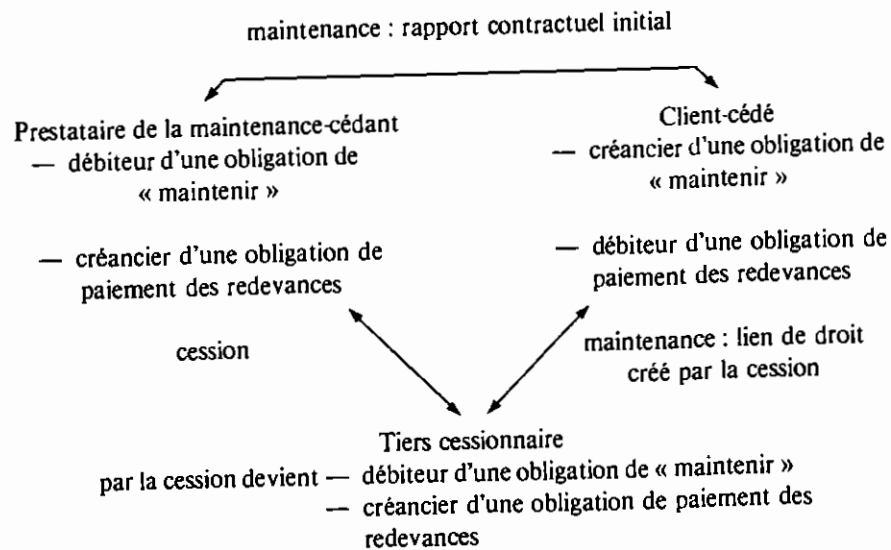 maintenance : rapport contractuel initial
Prestataire de la maintenance-cédant
— débiteur d'une obligation de
« maintenir »
— créancier d'une obligation de
paiement des redevances
Client-cédé
— créancier d'une obligation de
« maintenir »
— débiteur d'une obligation de
paiement des redevances
cession
maintenance : lien de droit
créé par la cession
Tiers cessionnaire
par la cession devient — débiteur d'une obligation de « maintenir »
— créancier d'une obligation de paiement des
redevances